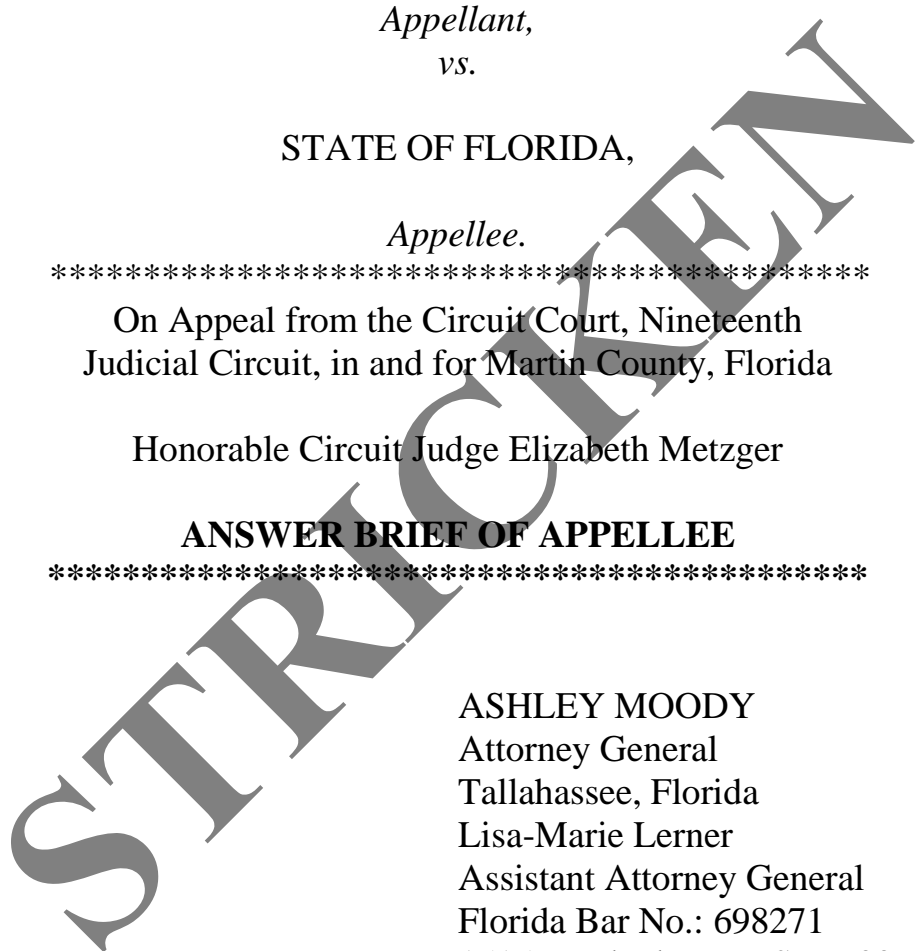 Appellant,
vs.
STATE OF FLORIDA,
Appellee.
********************************************
On Appeal from the Circuit Court, Nineteenth
Judicial Circuit, in and for Martin County, Florida
Honorable Circuit Judge Elizabeth Metzger
ANSWER BRIEF OF APPELLEE
********************************************
ASHLEY MOODY
Attorney General
Tallahassee, Florida
Lisa-Marie Lerner
Assistant Attorney General
Florida Bar No.: 698271
STRICKEN